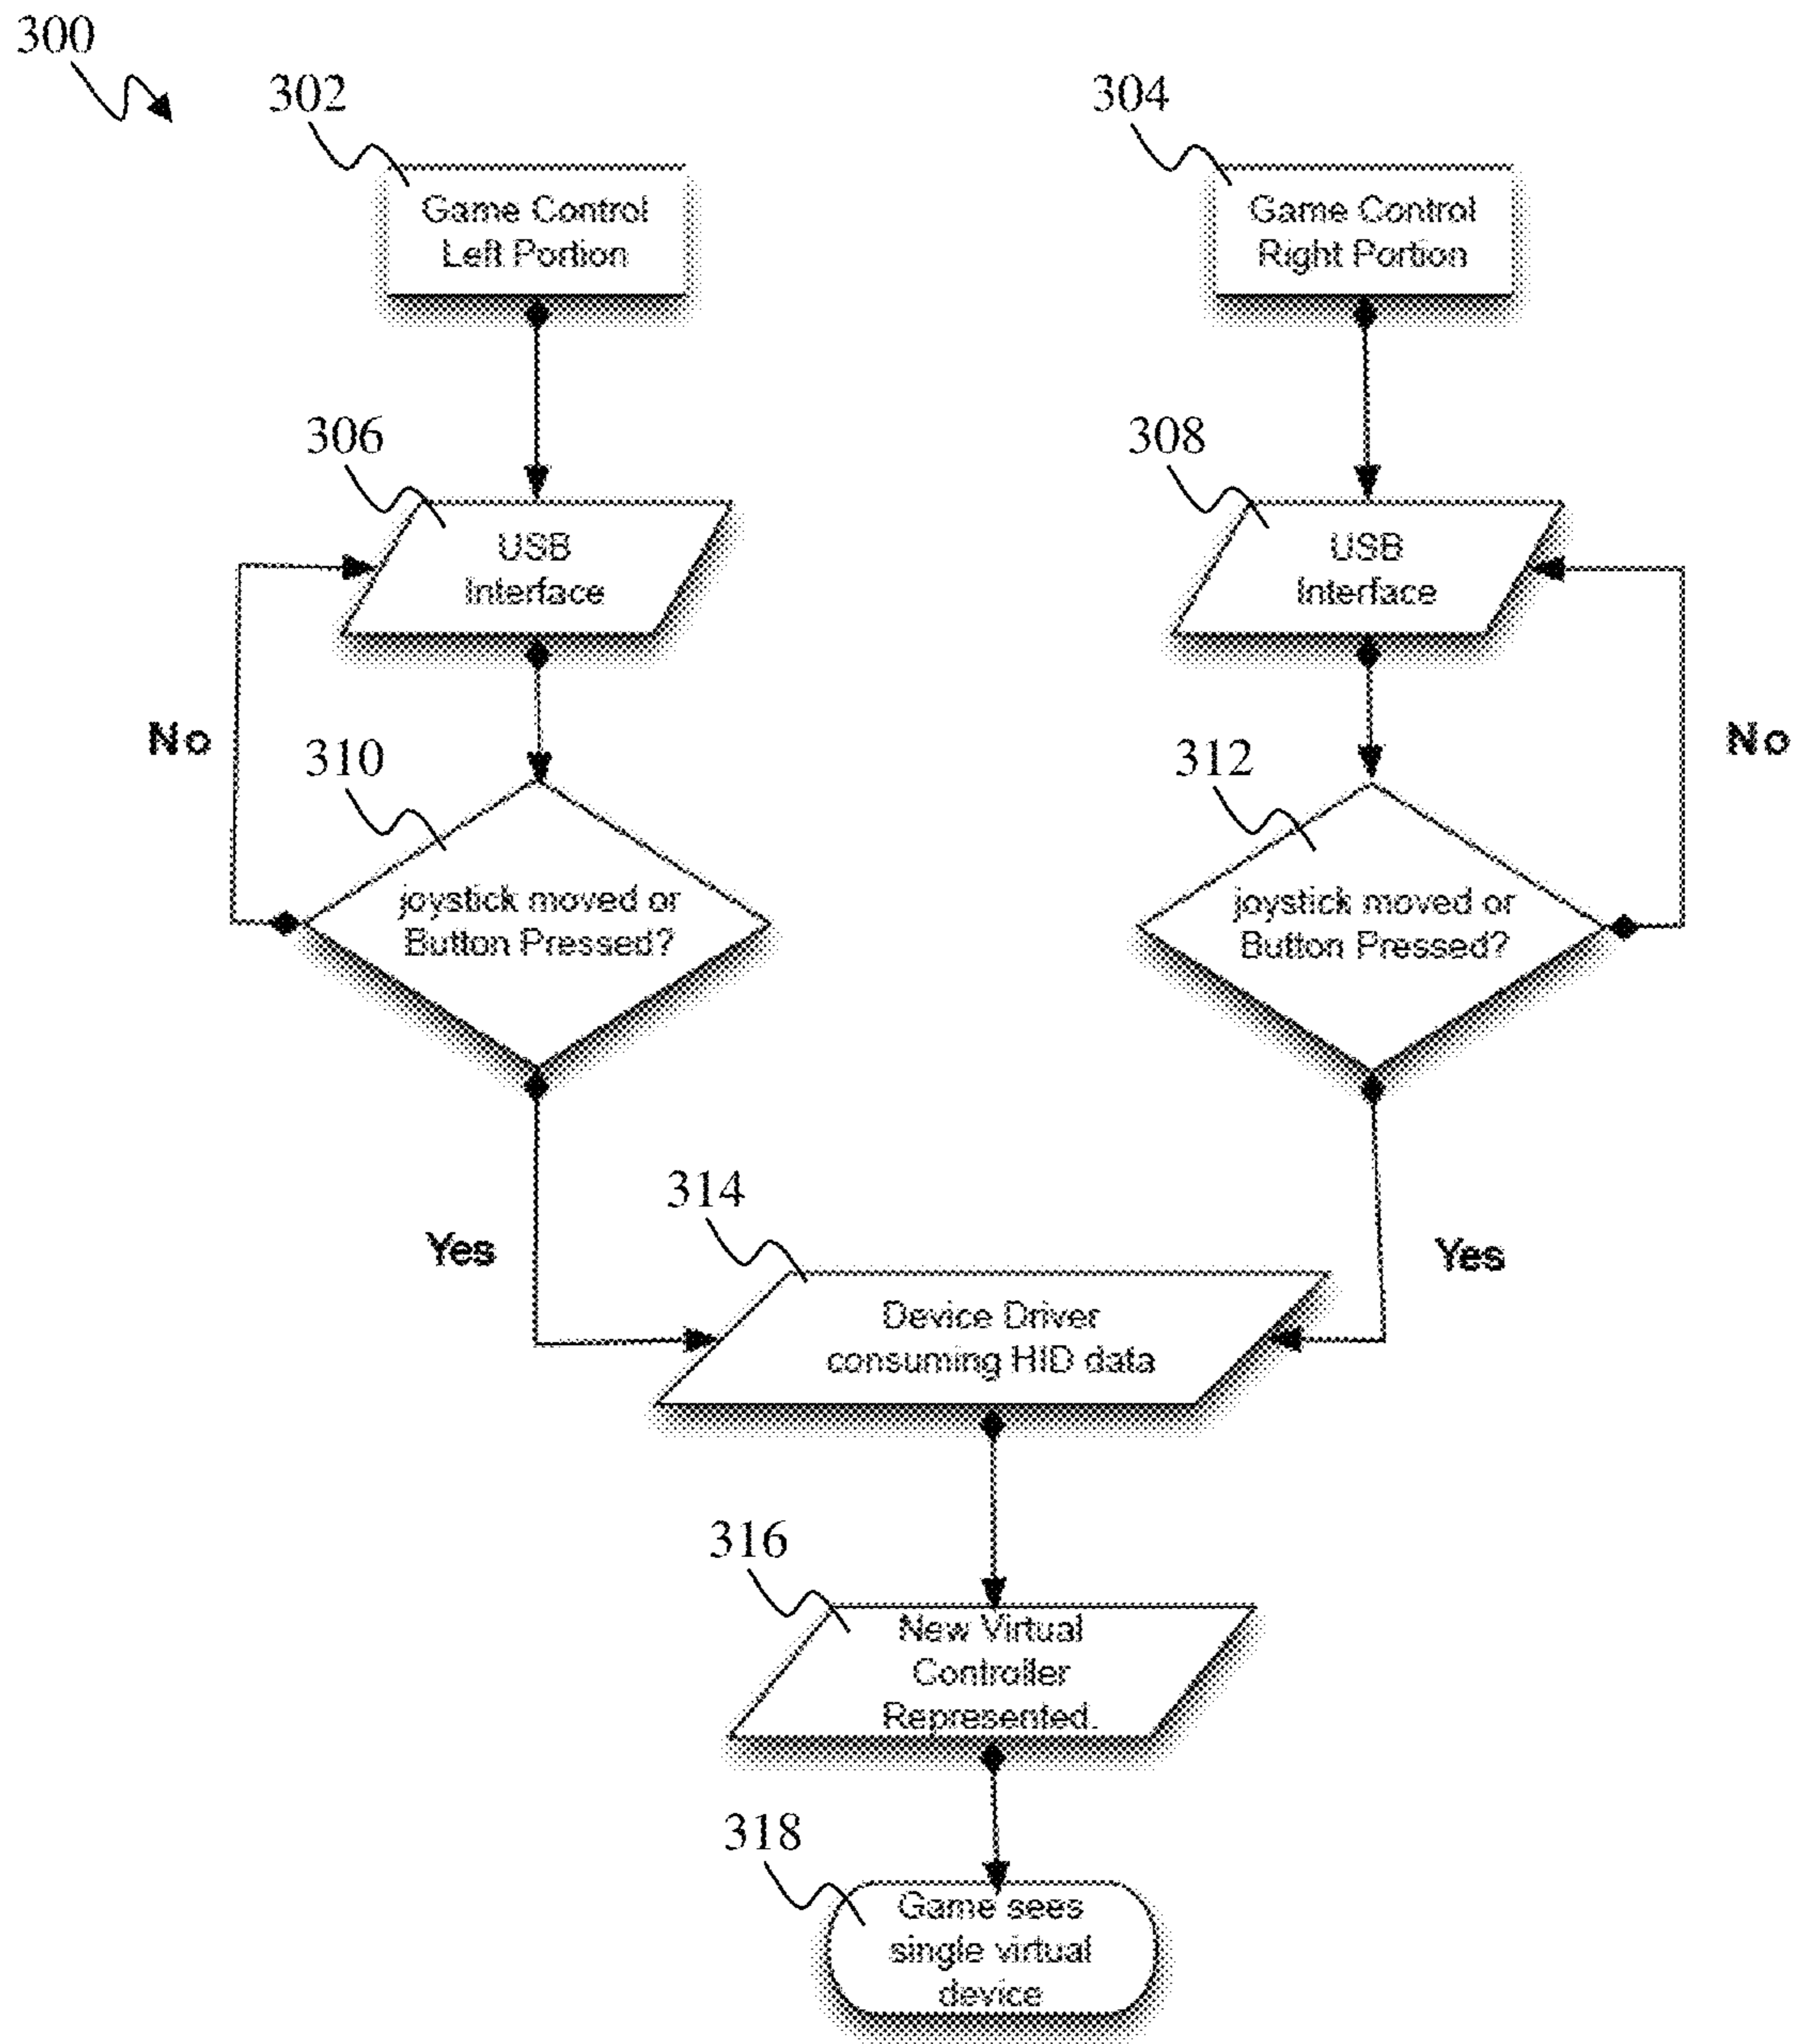 300
302
304
Game Control
Left Portion
Game Control
Right Portion
306
308
USB
Interface
USB
Interface
No
No
310
312
joystick moved or
Button Pressed?
joystick moved or
Button Pressed?
314
Yes
Yes
Device Driver
consuming HID data
316
New Virtual
Controller
Represented.
318
Game sees
single virtual
device